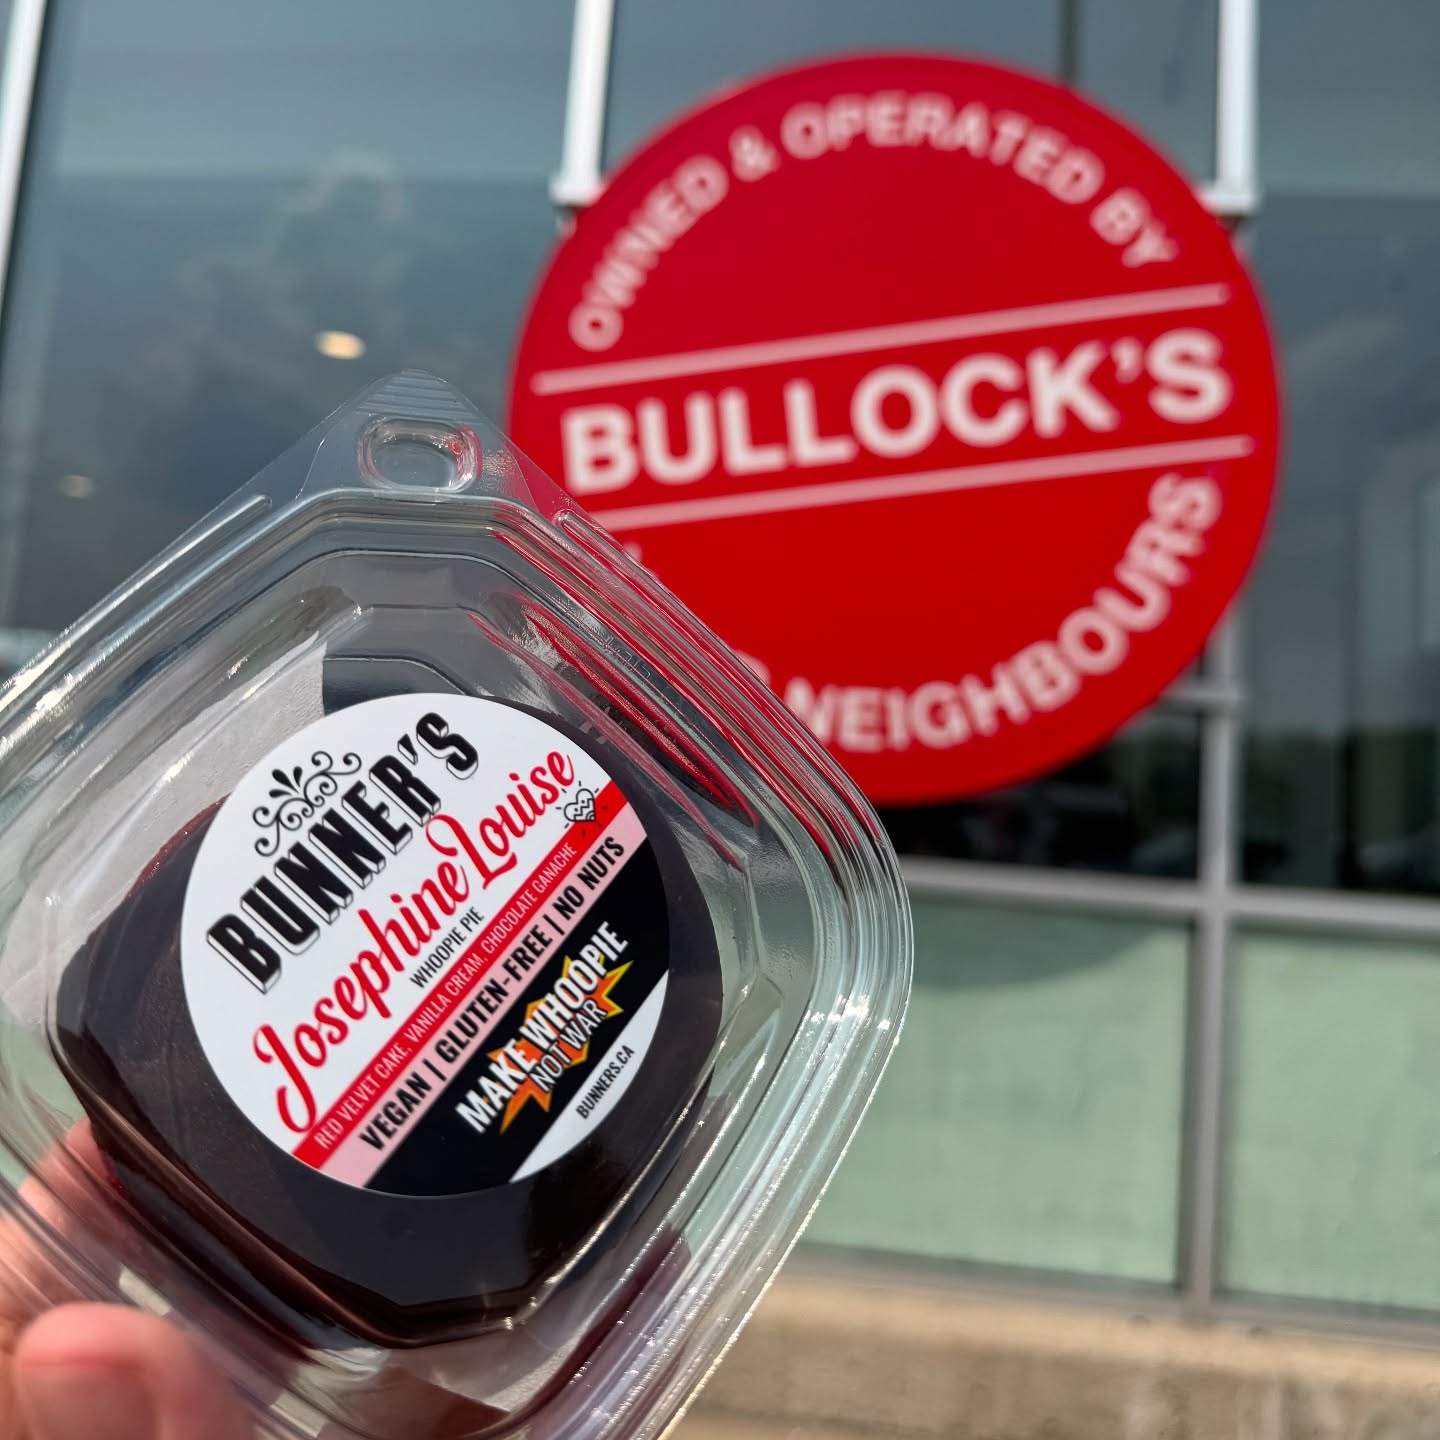 OWNED & OPERATED BY
BULLOCK'S
NEIGHBOURS
BUNNER'S
Josephine Louise
WHOOPIE PIE
RED VELVET CAKE, VANILLA CREAM, CHOCOLATE GANACHE
VEGAN | GLUTEN-FREE | NO NUTS
MAKE WHOOPIE
NOT WAR
BUNNERS.CA